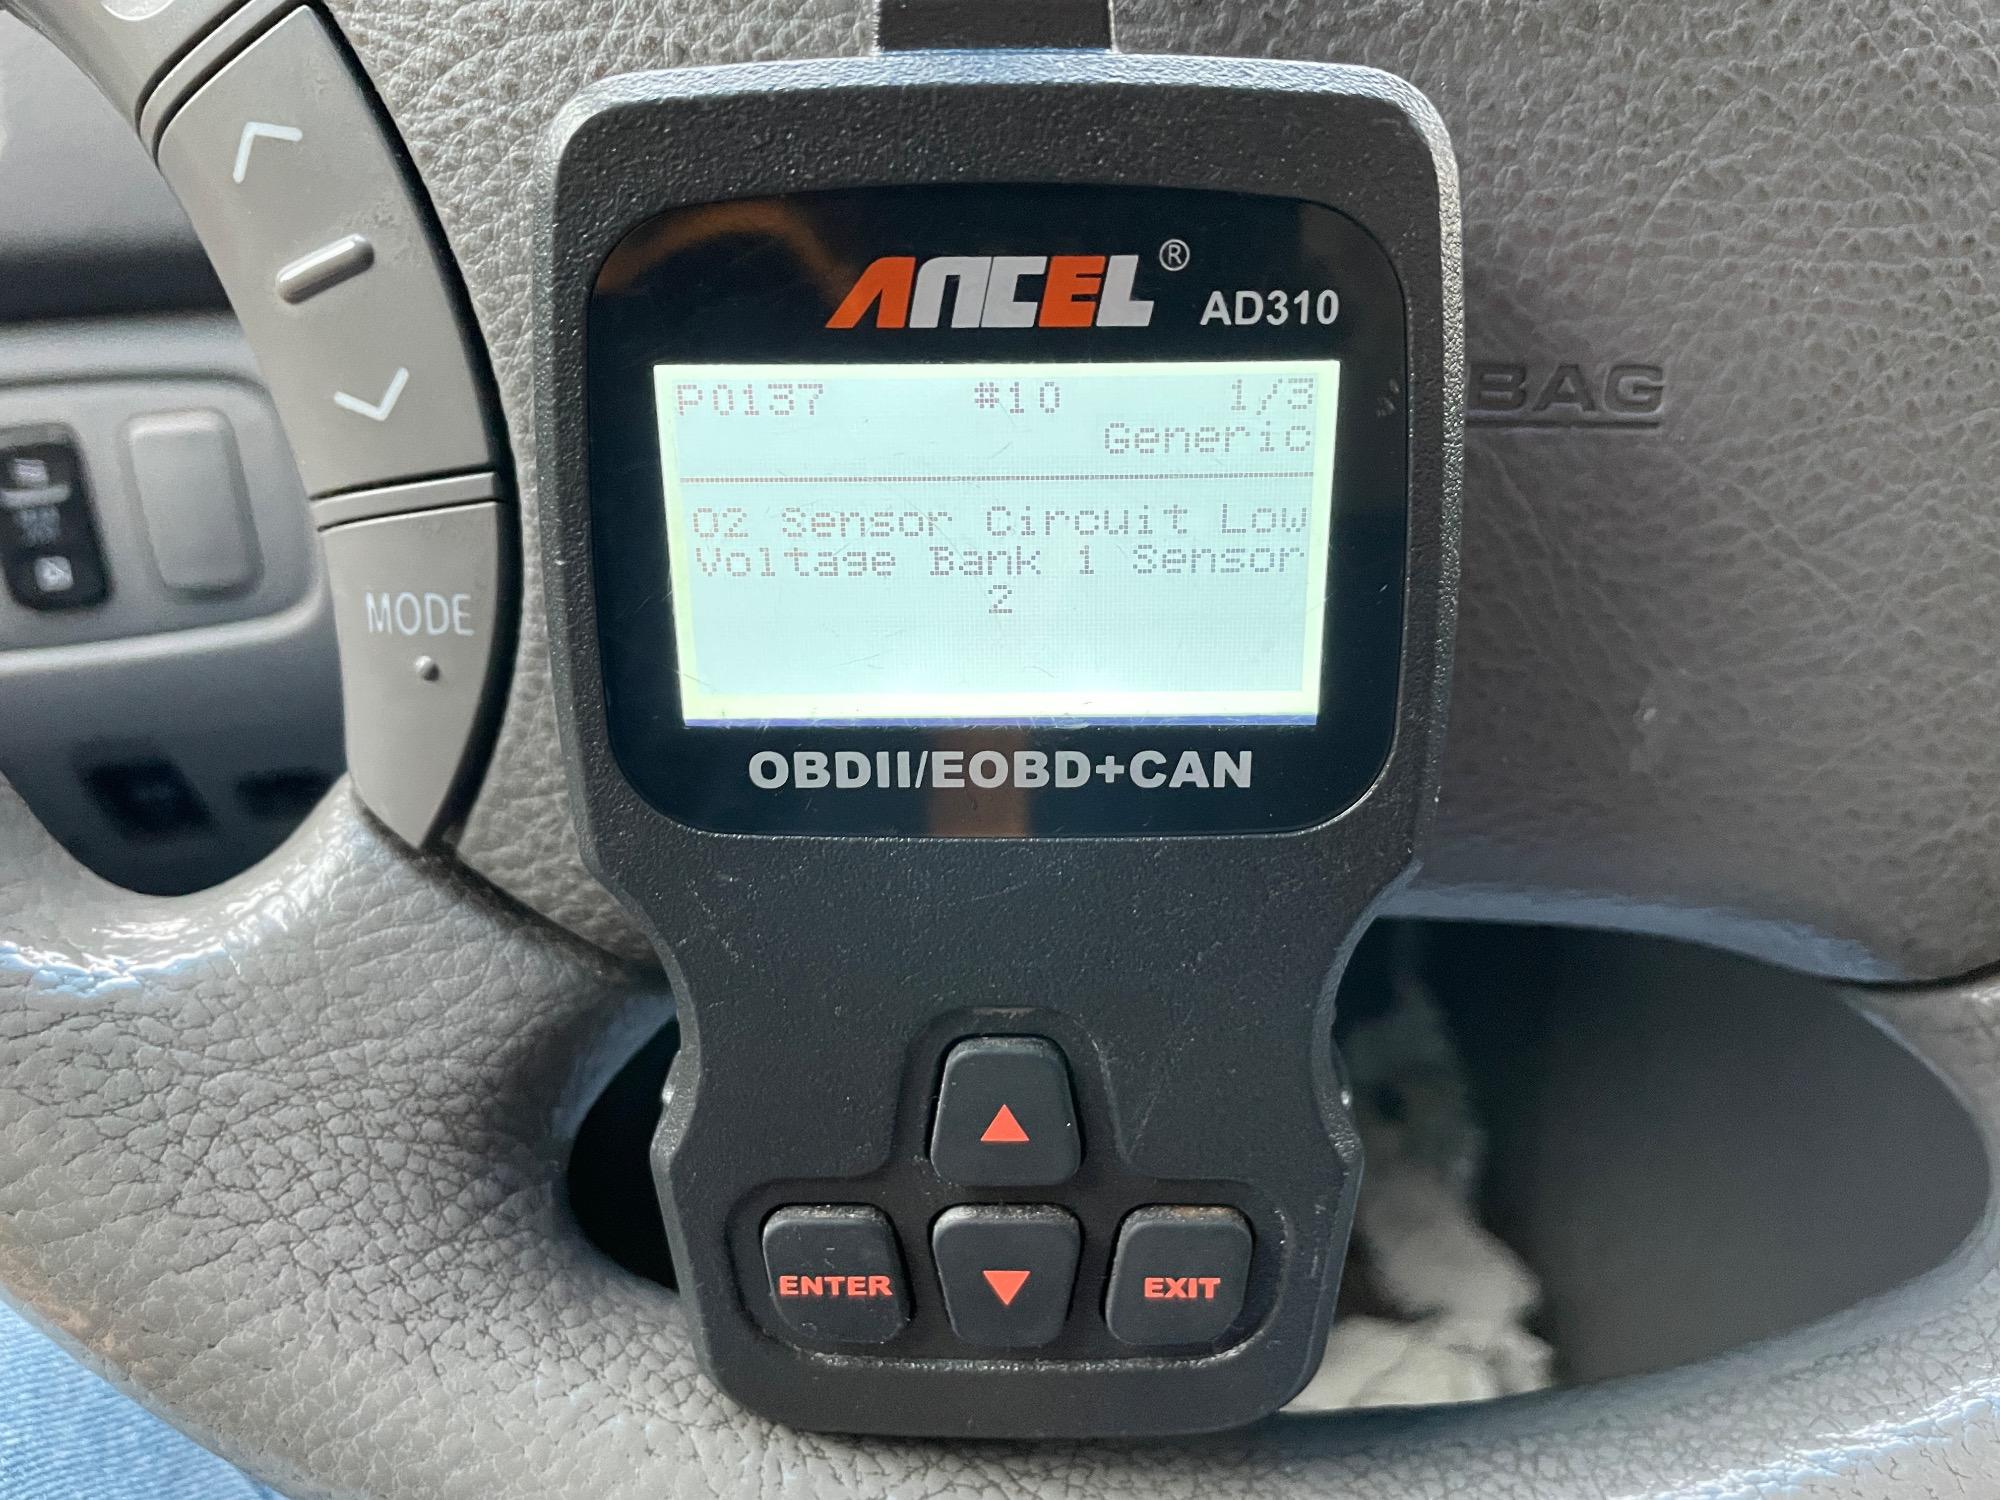 ANCEL®
AD310
P0137 #10 1/3
Generic
O2 Sensor Circuit Low
Voltage Bank 1 Sensor
2
OBDII/EOBD+CAN
MODE
BAG
ENTER
EXIT